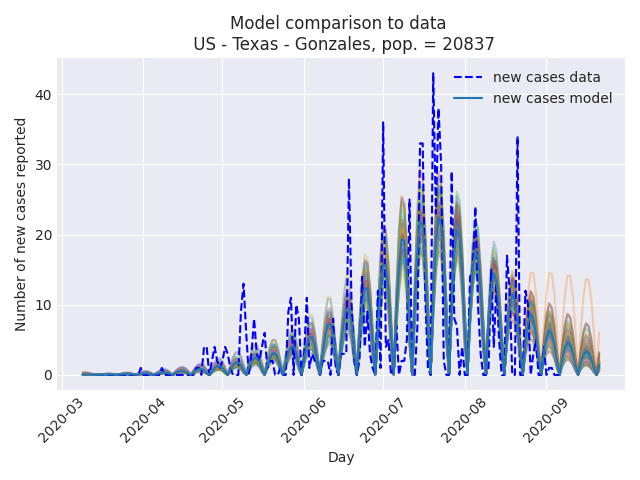 Model comparison to data
US - Texas - Gonzales, pop. = 20837
new cases data
new cases model
Number of new cases reported
40
30
20
10
0
2020-03
2020-04
2020-05
2020-06
2020-07
2020-08
2020-09
Day